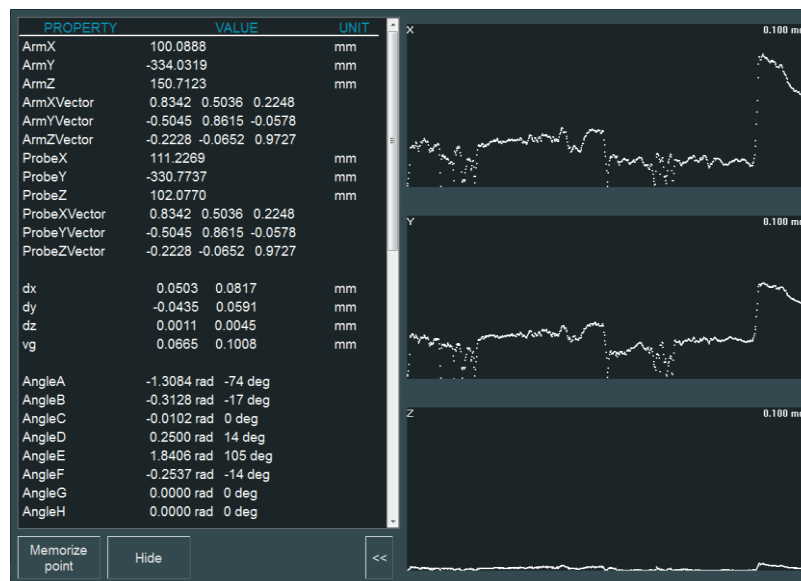 PROPERTY VALUE UNIT
ArmX 100.0888 mm
ArmY -334.0319 mm
ArmZ 150.7123 mm
ArmXVector 0.8342 0.5036 0.2248
ArmYVector -0.5045 0.8615 -0.0578
ArmZVector -0.2228 -0.0652 0.9727
ProbeX 111.2269 mm
ProbeY -330.7737 mm
ProbeZ 102.0770 mm
ProbeXVector 0.8342 0.5036 0.2248
ProbeYVector -0.5045 0.8615 -0.0578
ProbeZVector -0.2228 -0.0652 0.9727
dx 0.0503 0.0817 mm
dy -0.0435 0.0591 mm
dz 0.0011 0.0045 mm
vg 0.0665 0.1008 mm
AngleA -1.3084 rad -74 deg
AngleB -0.3128 rad -17 deg
AngleC -0.0102 rad 0 deg
AngleD 0.2500 rad 14 deg
AngleE 1.8406 rad 105 deg
AngleF -0.2537 rad -14 deg
AngleG 0.0000 rad 0 deg
AngleH 0.0000 rad 0 deg
Memorize
point
Hide
<<
X 0.100 m
Y 0.100 m
Z 0.100 m